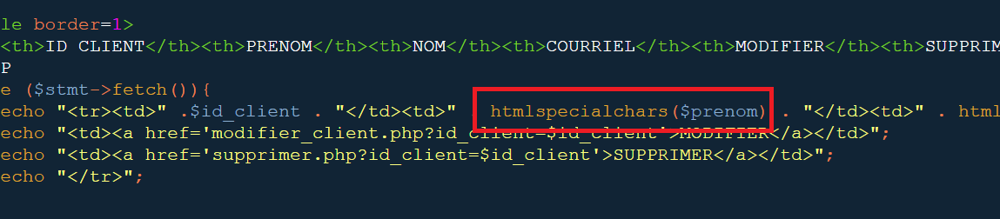 le border=1>
<th>ID CLIENT</th><th>PRENOM</th><th>NOM</th><th>COURRIEL</th><th>MODIFIER</th><th>SUPPRIM
P
e ($stmt->fetch()){
echo "<tr><td>" .$id_client . "</td><td>" . htmlspecialchars($prenom) . "</td><td>" . html
echo "<td><a href='modifier_client.php?id_client=$id_client'>MODIFIER</a></td>";
echo "<td><a href='supprimer.php?id_client=$id_client'>SUPPRIMER</a></td>";
echo "</tr>";